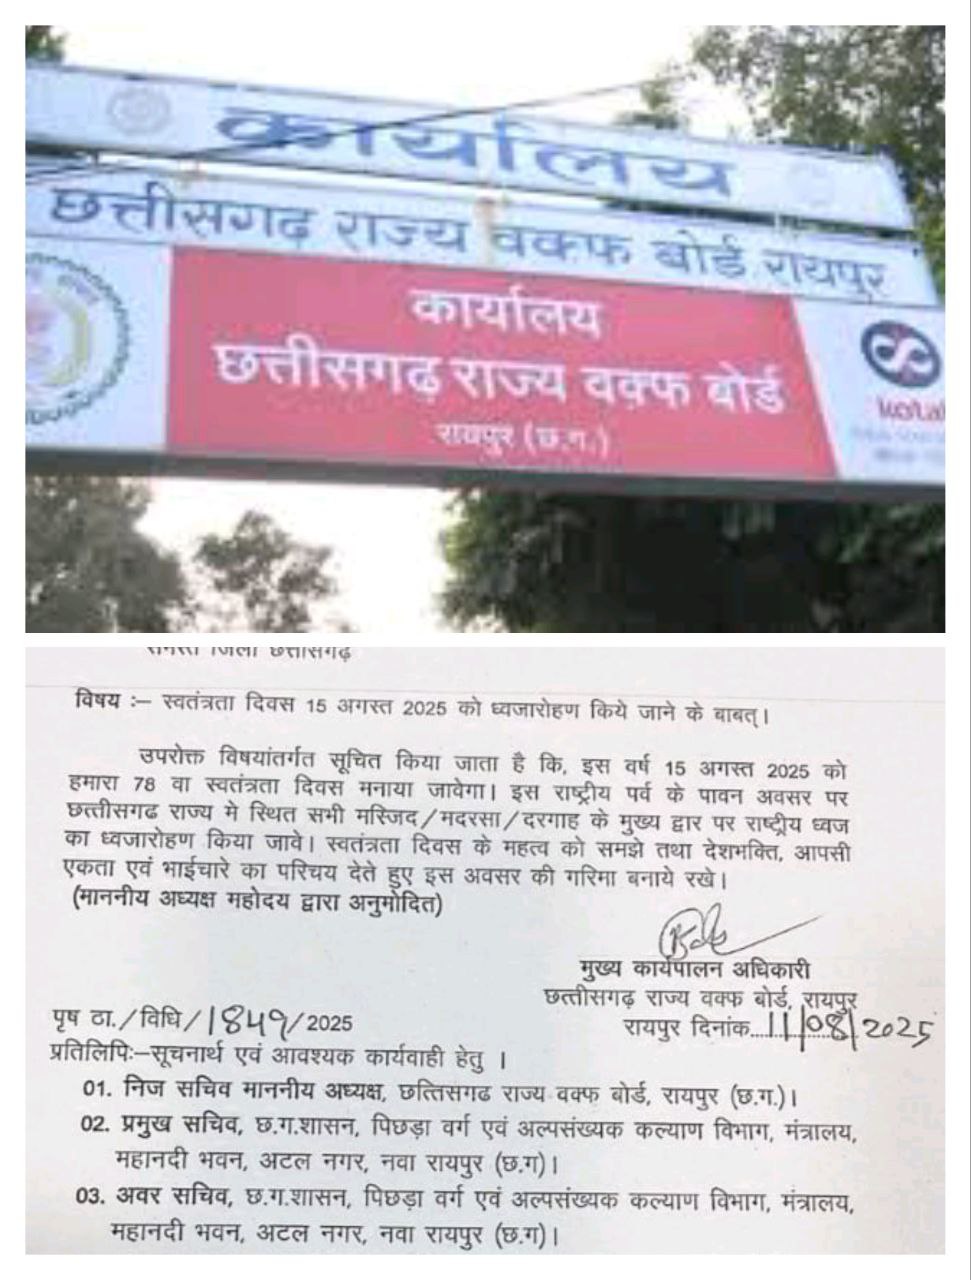 कार्यालय
छत्तीसगढ़ राज्य वक्फ बोर्ड रायपुर
कार्यालय
छत्तीसगढ़ राज्य वक्फ बोर्ड
रायपुर (छ.ग.)
kotak
समस्त जिला छत्तीसगढ़
विषय :– स्वतंत्रता दिवस 15 अगस्त 2025 को ध्वजारोहण किये जाने के बाबत्।
उपरोक्त विषयांतर्गत सूचित किया जाता है कि, इस वर्ष 15 अगस्त 2025 को
हमारा 78 वा स्वतंत्रता दिवस मनाया जावेगा। इस राष्ट्रीय पर्व के पावन अवसर पर
छत्तीसगढ राज्य मे स्थित सभी मस्जिद/मदरसा/दरगाह के मुख्य द्वार पर राष्ट्रीय ध्वज
का ध्वजारोहण किया जावे। स्वतंत्रता दिवस के महत्व को समझे तथा देशभक्ति, आपसी
एकता एवं भाईचारे का परिचय देते हुए इस अवसर की गरिमा बनाये रखे।
(माननीय अध्यक्ष महोदय द्वारा अनुमोदित)
मुख्य कार्यपालन अधिकारी
छत्तीसगढ़ राज्य वक्फ बोर्ड, रायपुर
रायपुर दिनांक...11/08/2025
पृष ठा./विधि/1849/2025
प्रतिलिपिः–सूचनार्थ एवं आवश्यक कार्यवाही हेतु ।
01. निज सचिव माननीय अध्यक्ष, छत्तिसगढ राज्य वक्फ बोर्ड, रायपुर (छ.ग.)।
02. प्रमुख सचिव, छ.ग.शासन, पिछड़ा वर्ग एवं अल्पसंख्यक कल्याण विभाग, मंत्रालय,
महानदी भवन, अटल नगर, नवा रायपुर (छ.ग)।
03. अवर सचिव, छ.ग.शासन, पिछड़ा वर्ग एवं अल्पसंख्यक कल्याण विभाग, मंत्रालय,
महानदी भवन, अटल नगर, नवा रायपुर (छ.ग)।